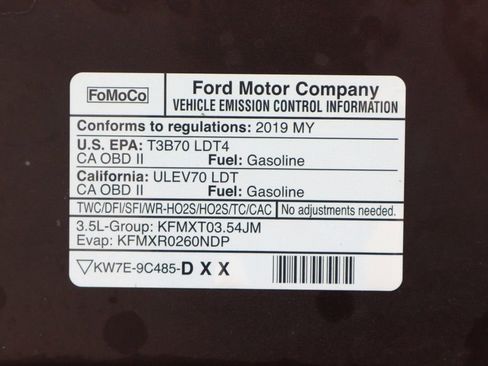 FoMoCo
Ford Motor Company
VEHICLE EMISSION CONTROL INFORMATION
Conforms to regulations: 2019 MY
U.S. EPA: T3B70 LDT4
CA OBD II Fuel: Gasoline
California: ULEV70 LDT
CA OBD II Fuel: Gasoline
TWC/DFI/SFI/WR-HO2S/HO2S/TC/CAC No adjustments needed.
3.5L-Group: KFMXT03.54JM
Evap: KFMXR0260NDP
KW7E-9C485-DXX